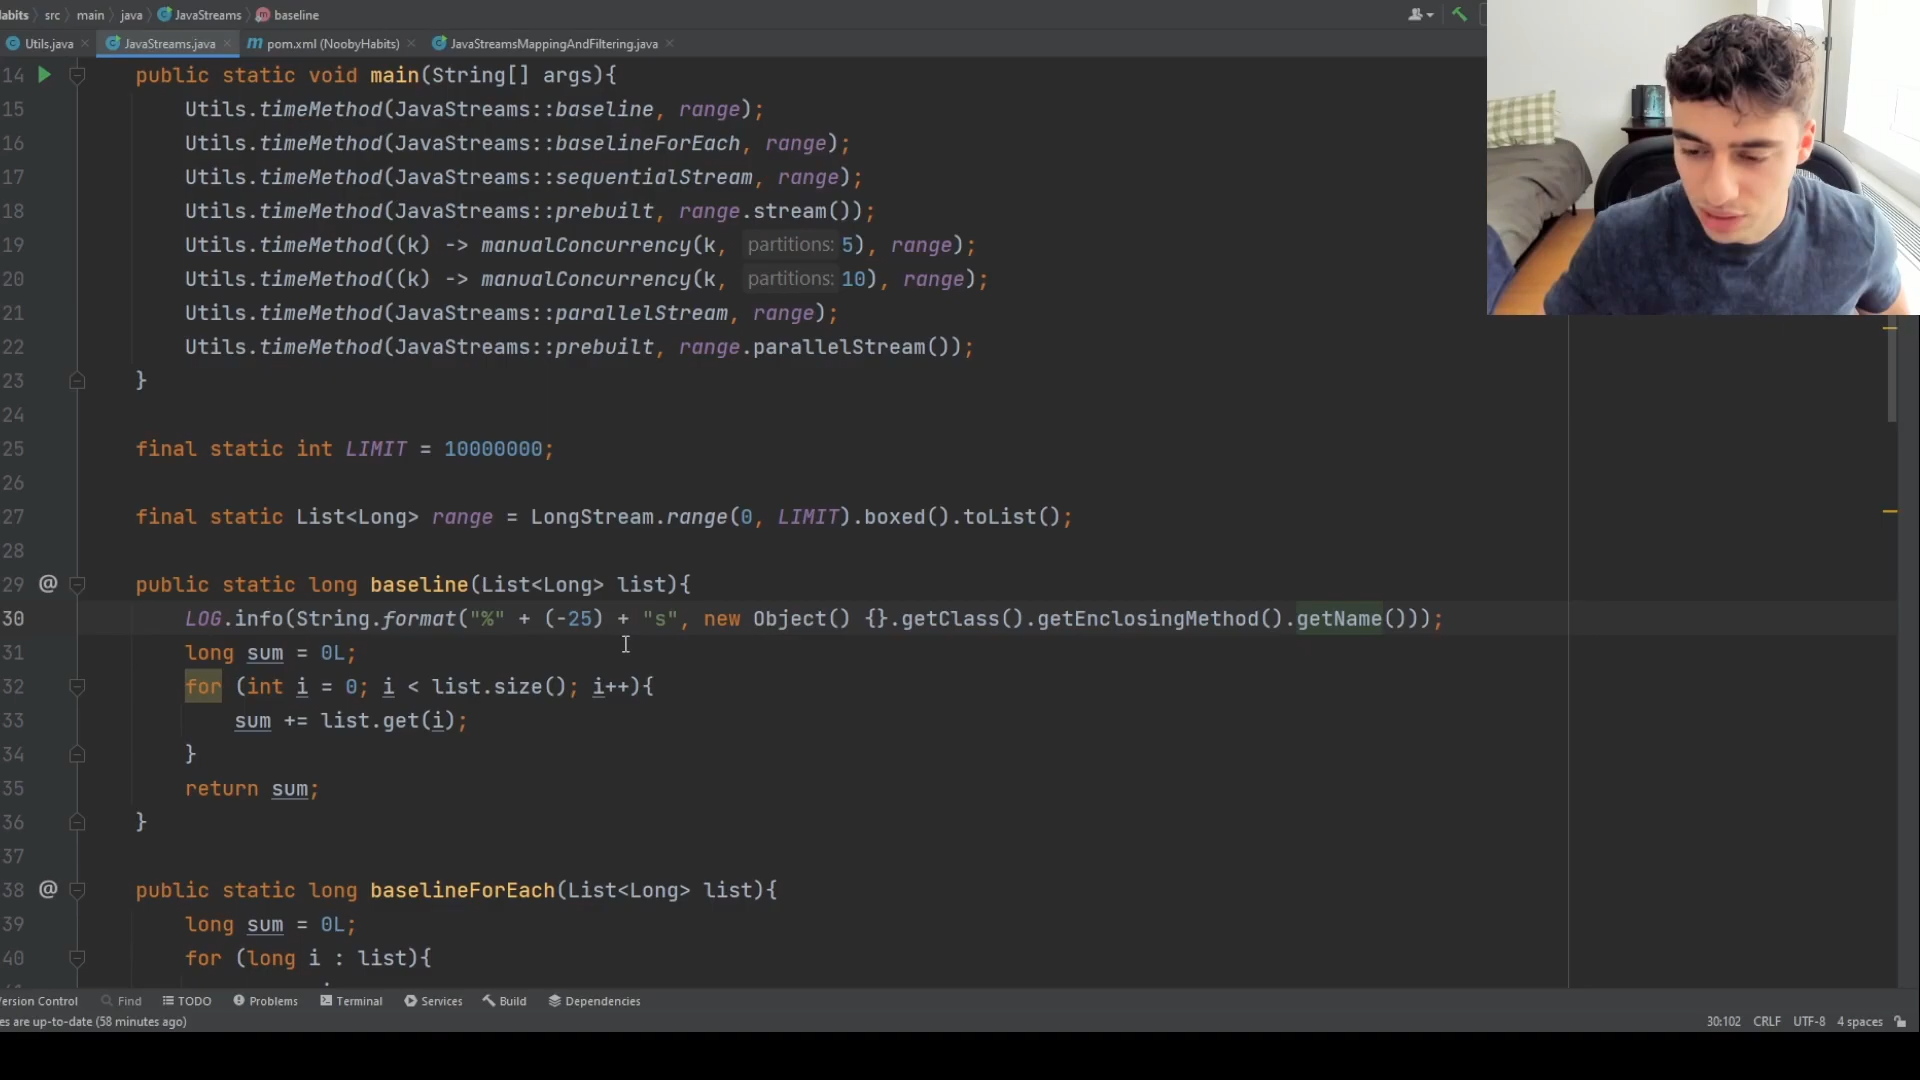 abits src main java JavaStreams baseline
Utils.java JavaStreams.java pom.xml (NoobyHabits) JavaStreamsMappingAndFiltering.java
14 public static void main(String[] args){
15 Utils.timeMethod(JavaStreams::baseline, range);
16 Utils.timeMethod(JavaStreams::baselineForEach, range);
17 Utils.timeMethod(JavaStreams::sequentialStream, range);
18 Utils.timeMethod(JavaStreams::prebuilt, range.stream());
19 Utils.timeMethod((k) -> manualConcurrency(k, partitions: 5), range);
20 Utils.timeMethod((k) -> manualConcurrency(k, partitions: 10), range);
21 Utils.timeMethod(JavaStreams::parallelStream, range);
22 Utils.timeMethod(JavaStreams::prebuilt, range.parallelStream());
23 }
24
25 final static int LIMIT = 10000000;
26
27 final static List<Long> range = LongStream.range(0, LIMIT).boxed().toList();
28
29 @ public static long baseline(List<Long> list){
30 LOG.info(String.format("%" + (-25) + "s", new Object() {}.getClass().getEnclosingMethod().getName()));
31 long sum = 0L;
32 for (int i = 0; i < list.size(); i++){
33 sum += list.get(i);
34 }
35 return sum;
36 }
37
38 @ public static long baselineForEach(List<Long> list){
39 long sum = 0L;
40 for (long i : list){
ersion Control Find TODO Problems Terminal Services Build Dependencies
es are up-to-date (58 minutes ago) 30:102 CRLF UTF-8 4 spaces